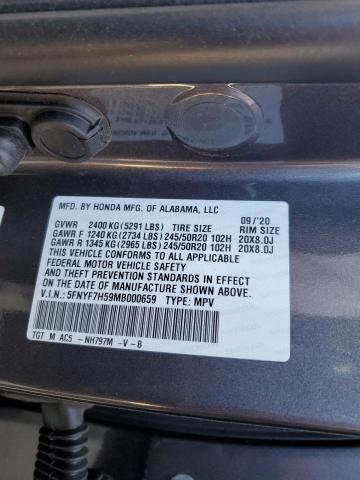 MFD. BY HONDA MFG. OF ALABAMA, LLC 09/'20
GVWR 2400 KG (5291 LBS) TIRE SIZE RIM SIZE
GAWR F 1240 KG (2734 LBS) 245/50R20 102H 20X8.0J
GAWR R 1345 KG (2965 LBS) 245/50R20 102H 20X8.0J
THIS VEHICLE CONFORMS TO ALL APPLICABLE
FEDERAL MOTOR VEHICLE SAFETY
AND THEFT PREVENTION STANDARDS IN EFFECT
ON THE DATE OF MANUFACTURE SHOWN ABOVE.
V.I.N.: 5FNYF7H59MB000659 TYPE: MPV
TGT M AC5 -NH797M -V-B